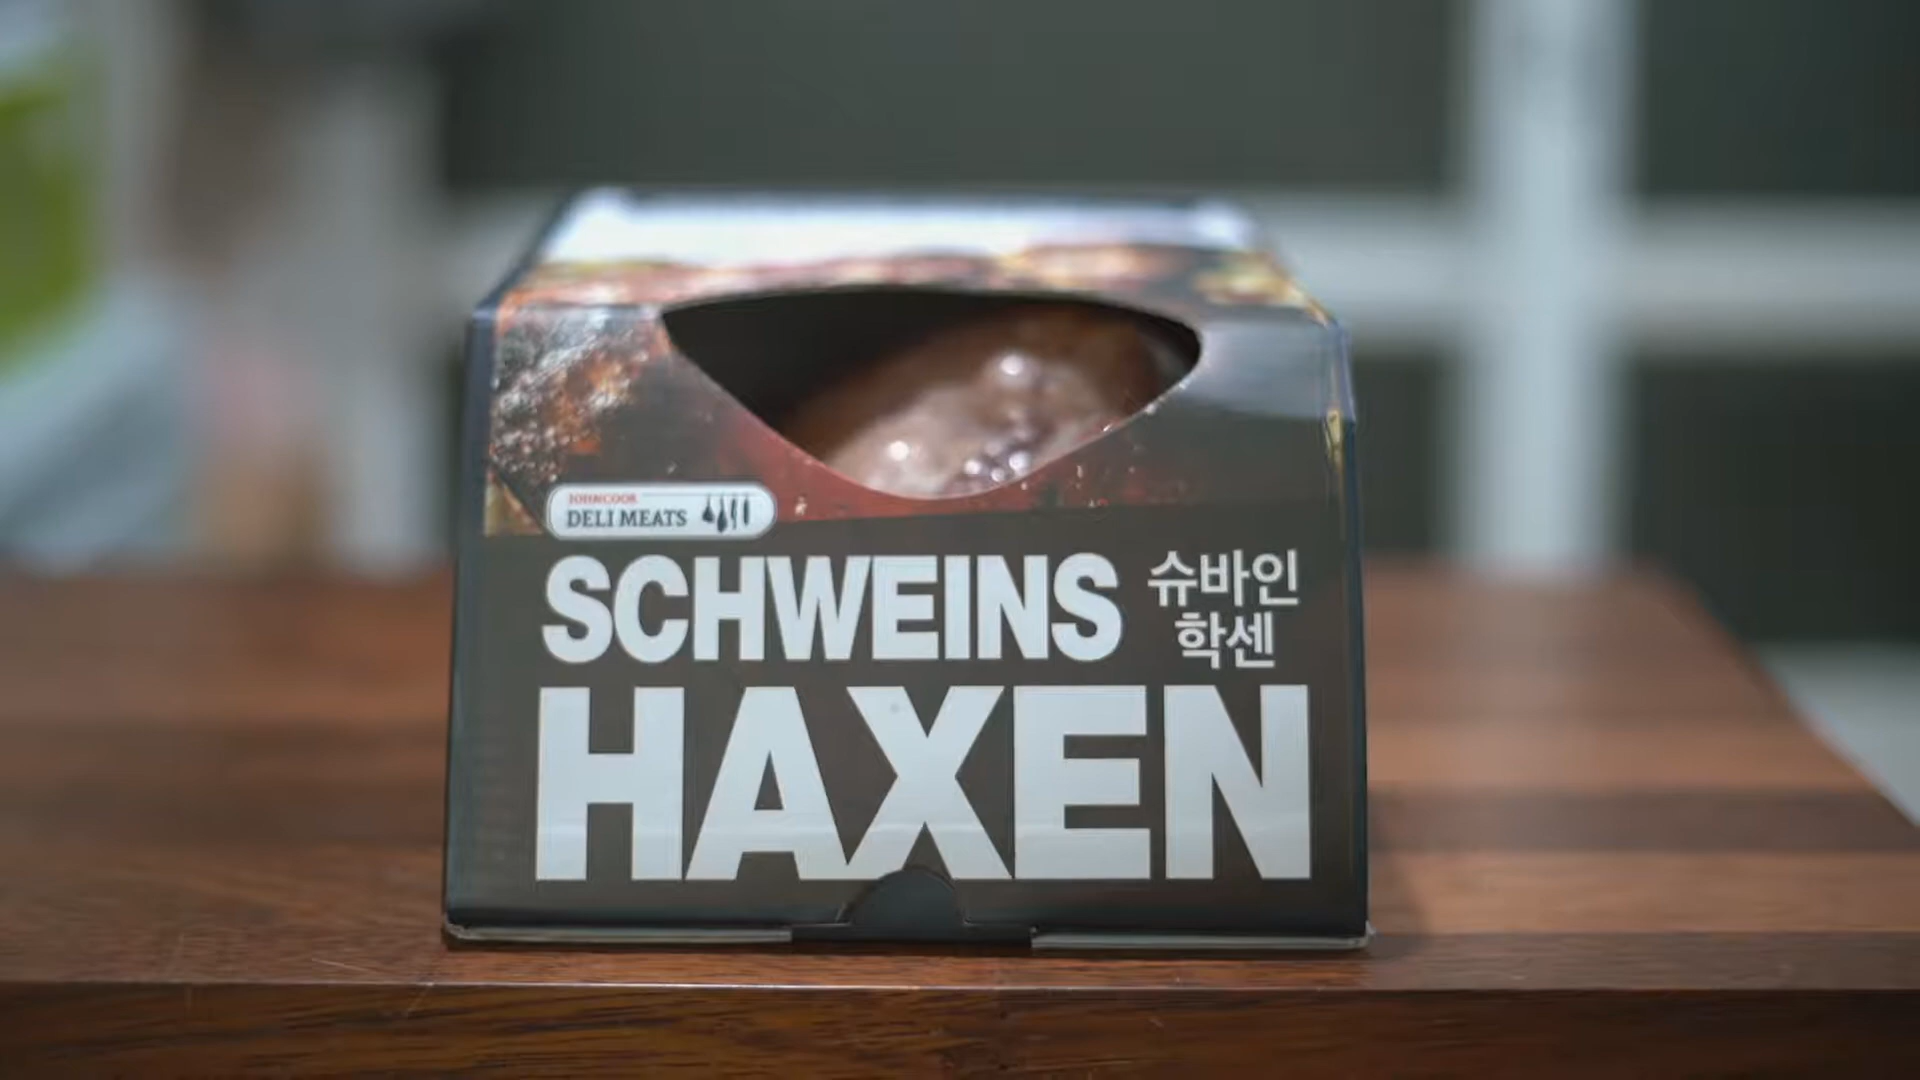 JOHNCOOK
DELI MEATS
SCHWEINS
슈바인
학센
HAXEN